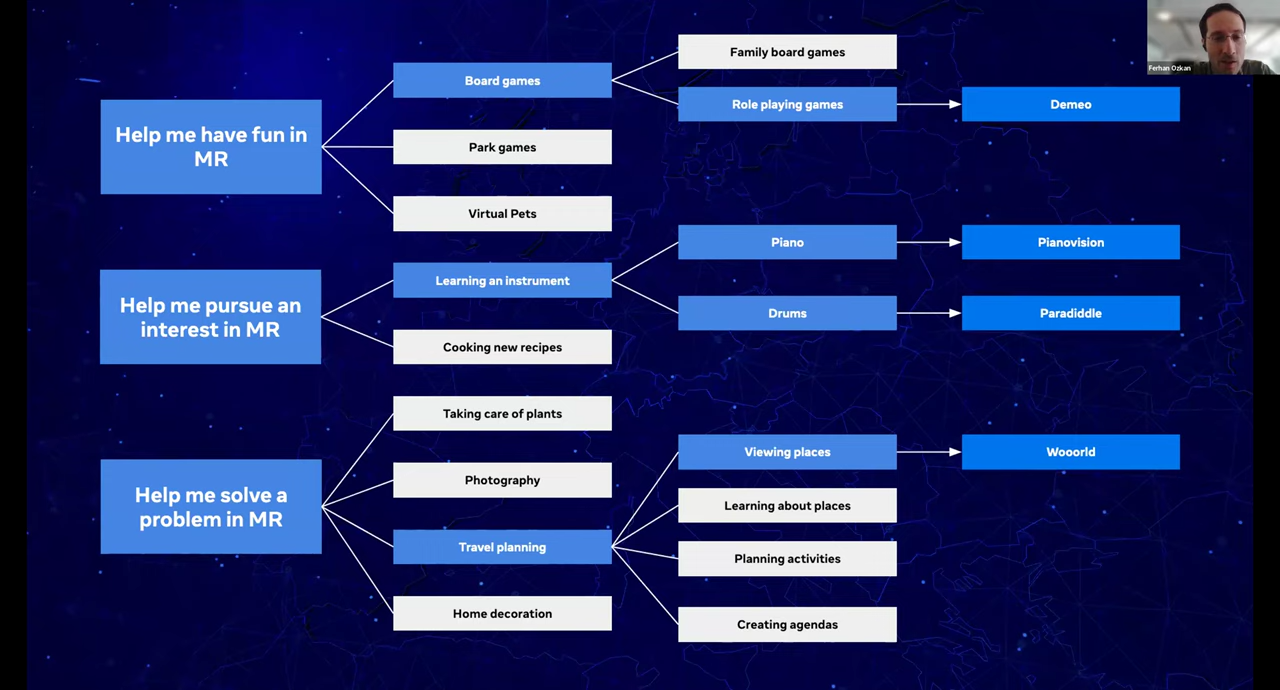 Ferhan Ozkan
Help me have fun in
MR
Board games
Park games
Virtual Pets
Family board games
Role playing games
Demeo
Help me pursue an
interest in MR
Learning an instrument
Cooking new recipes
Piano
Drums
Pianovision
Paradiddle
Help me solve a
problem in MR
Taking care of plants
Photography
Travel planning
Home decoration
Viewing places
Learning about places
Planning activities
Creating agendas
Wooorld